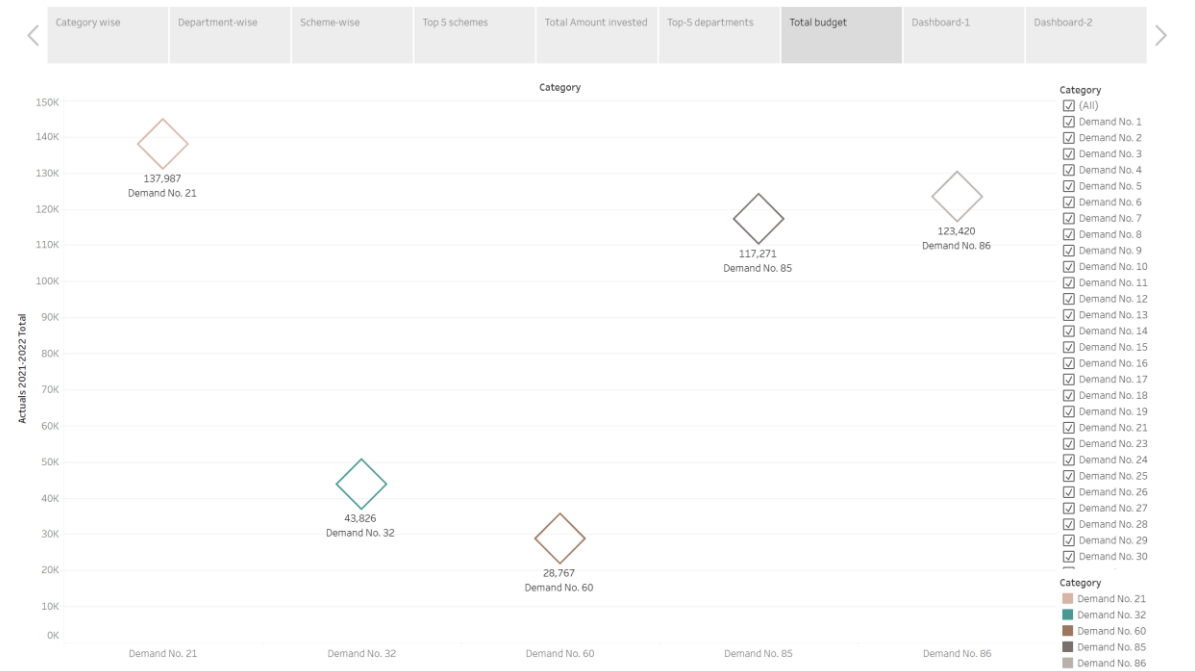 Category wise
Department-wise
Scheme-wise
Top 5 schemes
Total Amount invested
Top-5 departments
Total budget
Dashboard-1
Dashboard-2
Category
150K
140K
130K
120K
110K
100K
90K
80K
70K
60K
50K
40K
30K
20K
10K
0K
Actuals 2021-2022 Total
137,987
Demand No. 21
43,826
Demand No. 32
28,767
Demand No. 60
117,271
Demand No. 85
123,420
Demand No. 86
Demand No. 21
Demand No. 32
Demand No. 60
Demand No. 85
Demand No. 86
Category
(All)
Demand No. 1
Demand No. 2
Demand No. 3
Demand No. 4
Demand No. 5
Demand No. 6
Demand No. 7
Demand No. 8
Demand No. 9
Demand No. 10
Demand No. 11
Demand No. 12
Demand No. 13
Demand No. 14
Demand No. 15
Demand No. 16
Demand No. 17
Demand No. 18
Demand No. 19
Demand No. 21
Demand No. 23
Demand No. 24
Demand No. 25
Demand No. 26
Demand No. 27
Demand No. 28
Demand No. 29
Demand No. 30
Category
Demand No. 21
Demand No. 32
Demand No. 60
Demand No. 85
Demand No. 86